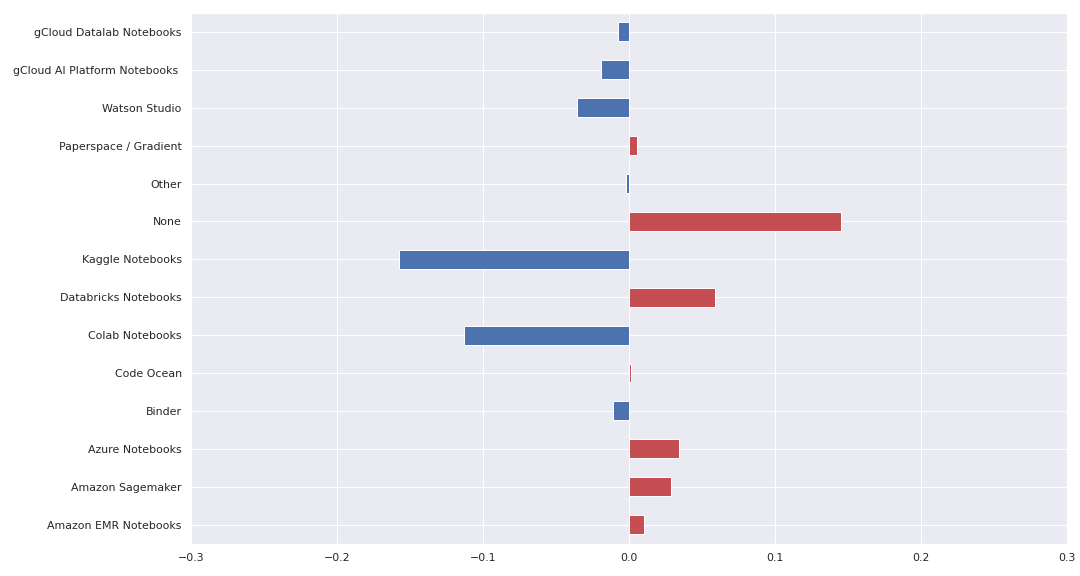 gCloud Datalab Notebooks
gCloud AI Platform Notebooks
Watson Studio
Paperspace / Gradient
Other
None
Kaggle Notebooks
Databricks Notebooks
Colab Notebooks
Code Ocean
Binder
Azure Notebooks
Amazon Sagemaker
Amazon EMR Notebooks
−0.3 −0.2 −0.1 0.0 0.1 0.2 0.3